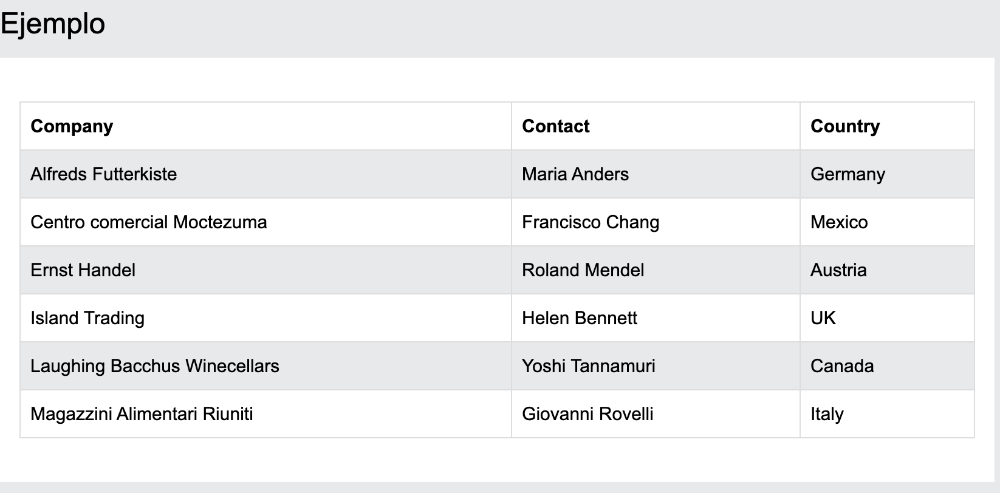 Ejemplo
Company Contact Country
Alfreds Futterkiste Maria Anders Germany
Centro comercial Moctezuma Francisco Chang Mexico
Ernst Handel Roland Mendel Austria
Island Trading Helen Bennett UK
Laughing Bacchus Winecellars Yoshi Tannamuri Canada
Magazzini Alimentari Riuniti Giovanni Rovelli Italy